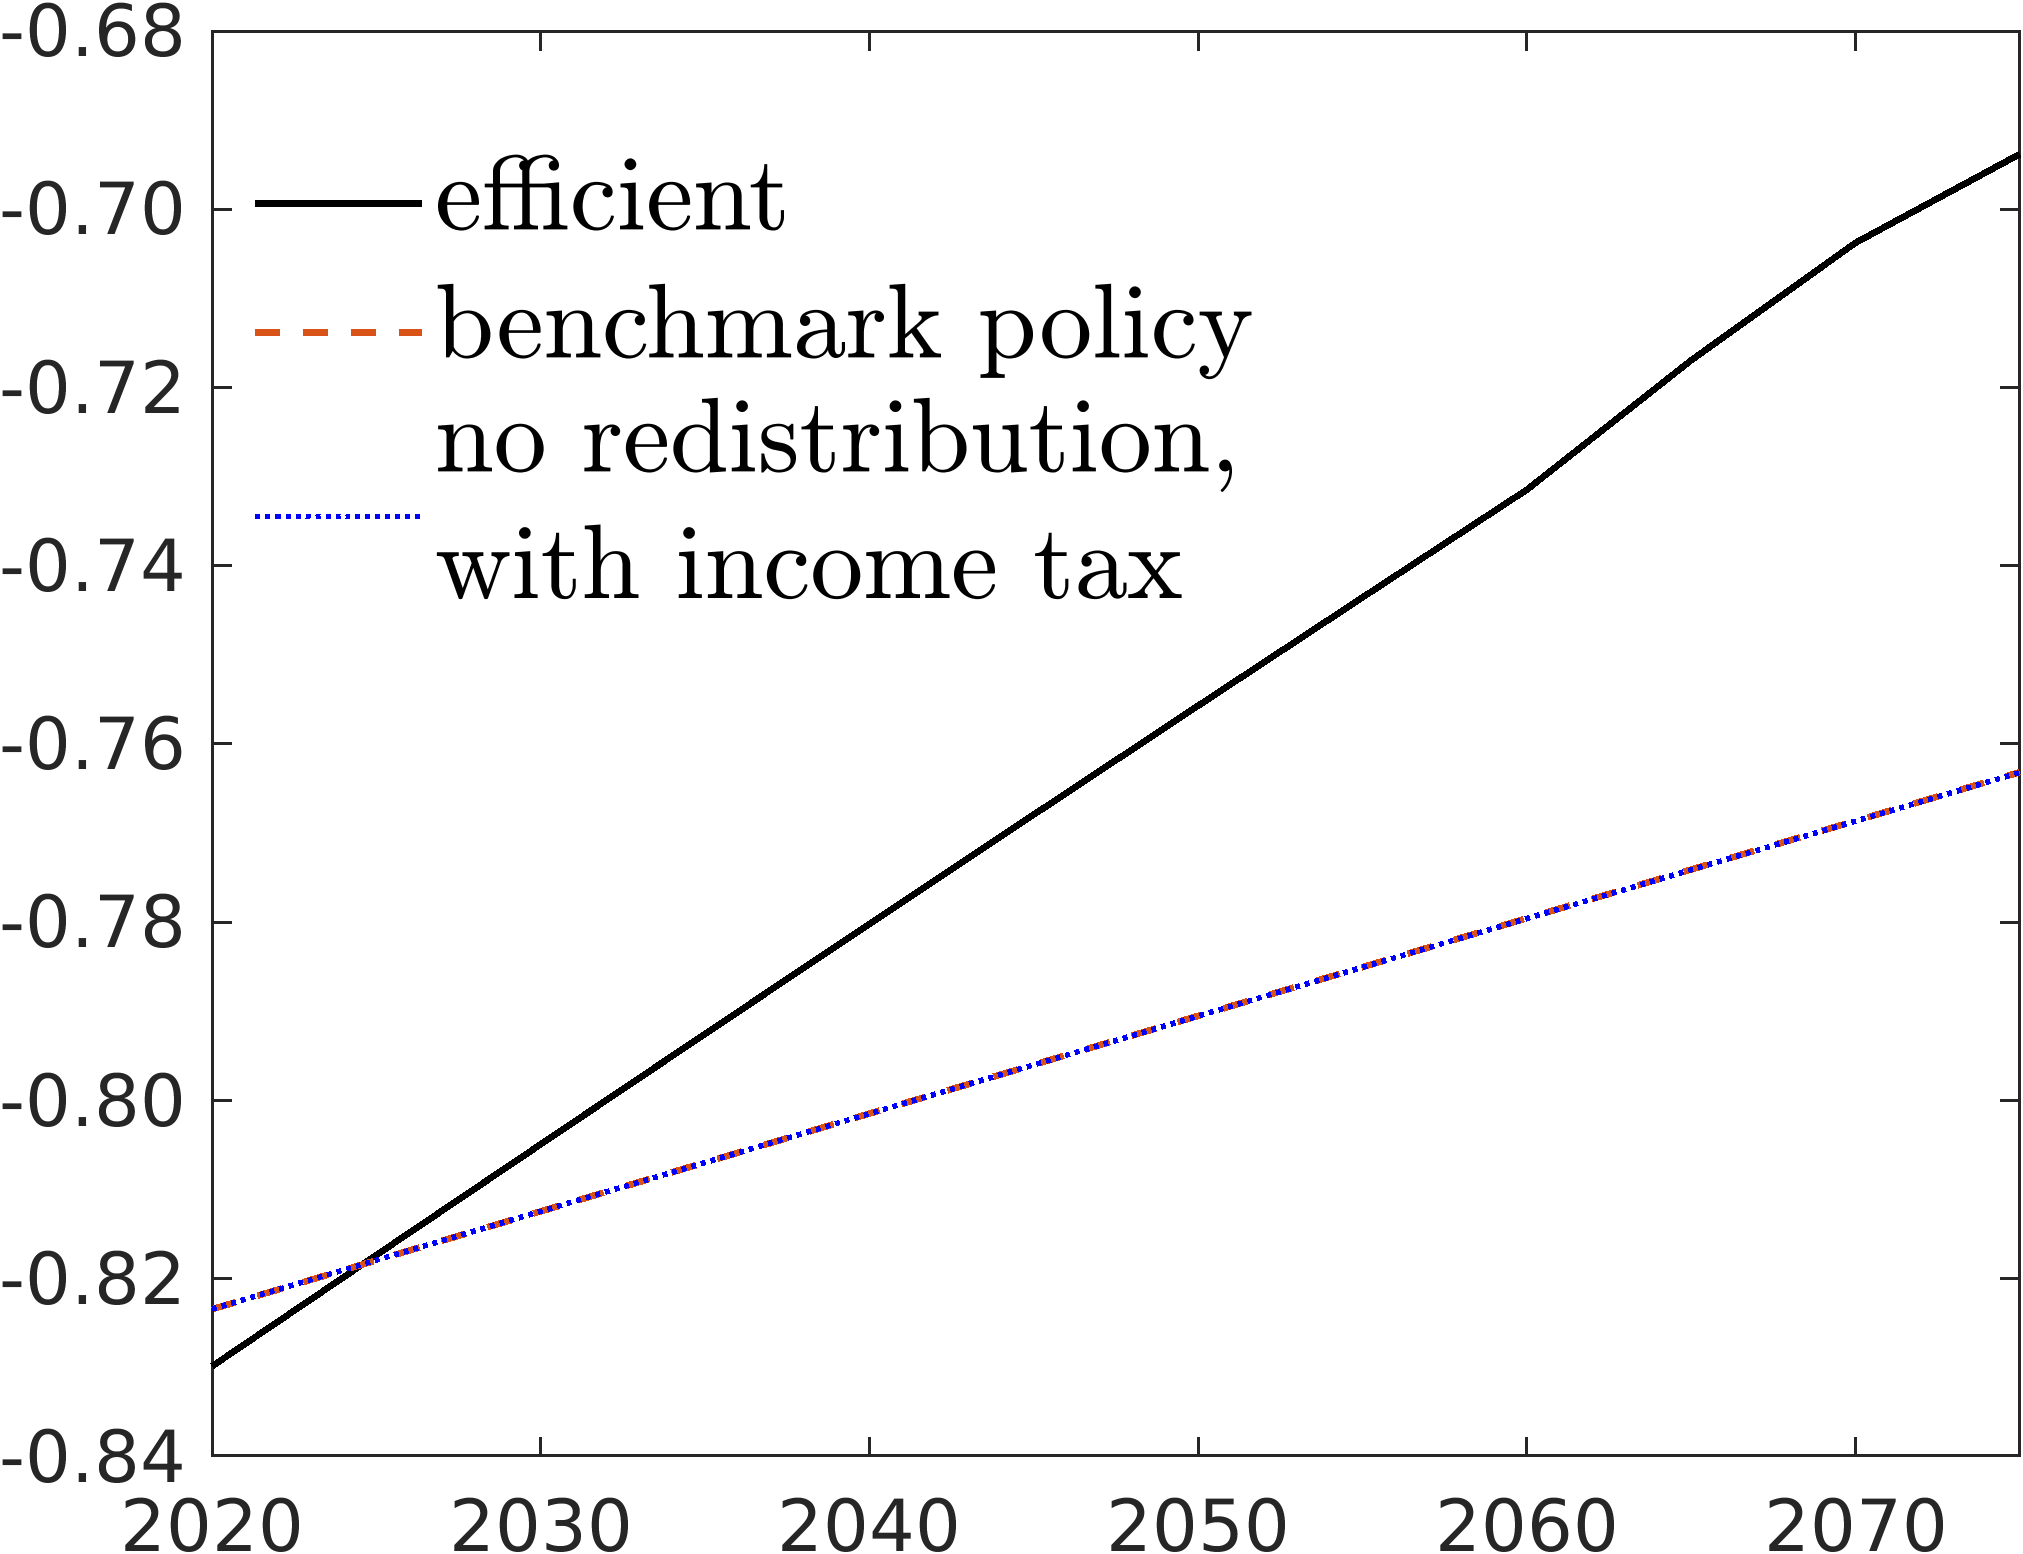 -0.68
-0.70
-0.72
-0.74
-0.76
-0.78
-0.80
-0.82
-0.84
efficient
benchmark policy
no redistribution,
with income tax
2020 2030 2040 2050 2060 2070